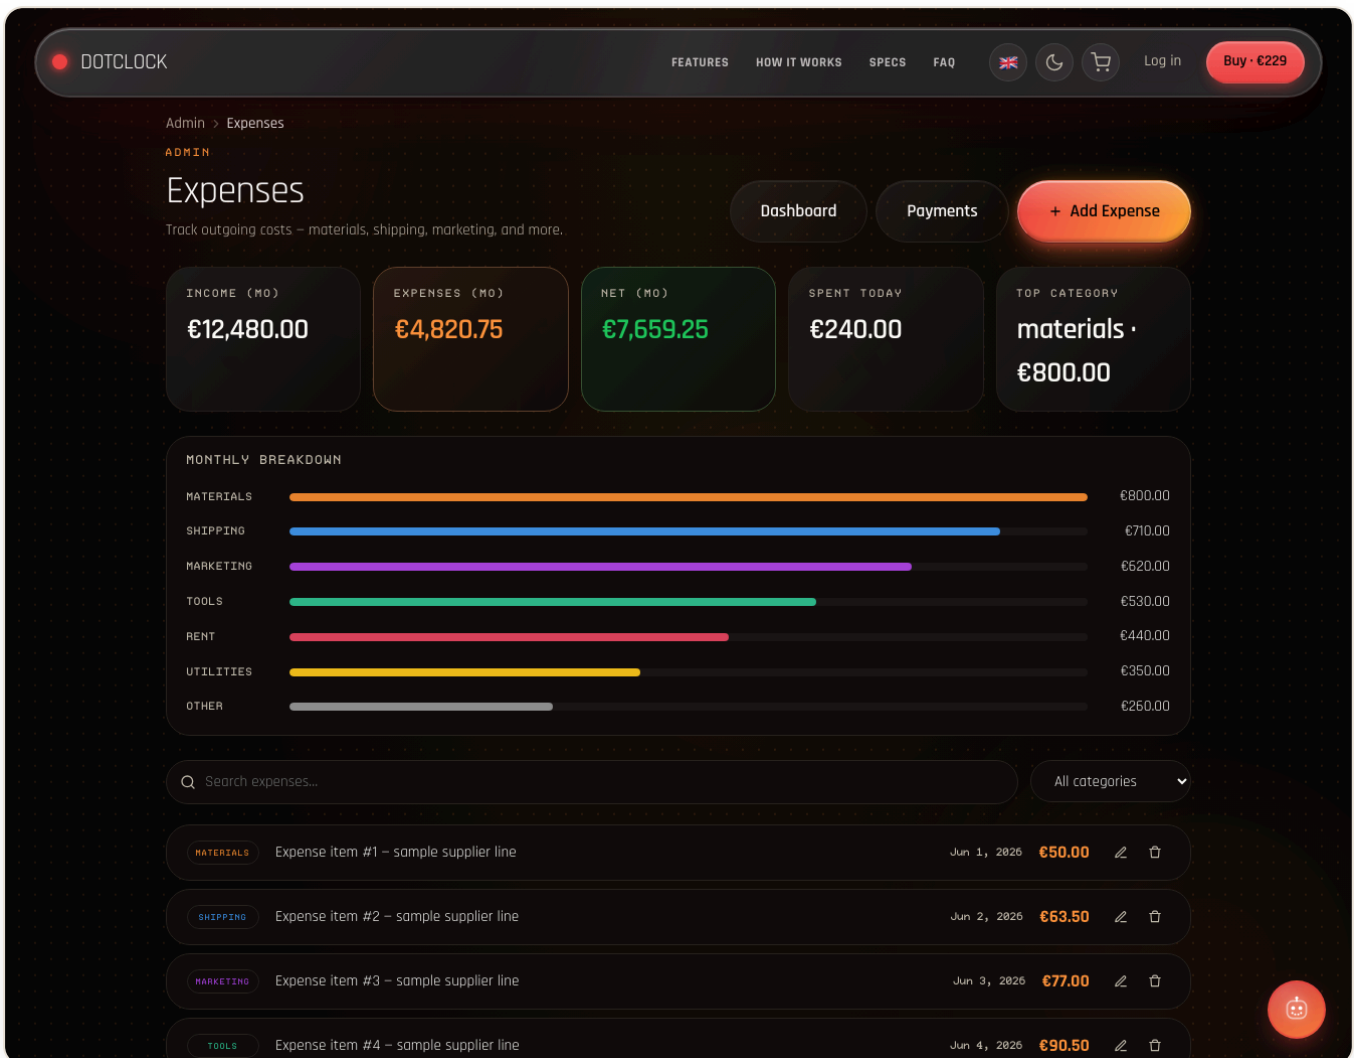 DOTCLOCK
FEATURES HOW IT WORKS SPECS FAQ Log in Buy · €229
Admin > Expenses
ADMIN
Expenses
Track outgoing costs — materials, shipping, marketing, and more.
Dashboard Payments + Add Expense
INCOME (MO)
€12,480.00
EXPENSES (MO)
€4,820.75
NET (MO)
€7,659.25
SPENT TODAY
€240.00
TOP CATEGORY
materials ·
€800.00
MONTHLY BREAKDOWN
MATERIALS €800.00
SHIPPING €710.00
MARKETING €620.00
TOOLS €530.00
RENT €440.00
UTILITIES €350.00
OTHER €260.00
Search expenses... All categories
MATERIALS Expense item #1 — sample supplier line Jun 1, 2026 €50.00
SHIPPING Expense item #2 — sample supplier line Jun 2, 2026 €63.50
MARKETING Expense item #3 — sample supplier line Jun 3, 2026 €77.00
TOOLS Expense item #4 — sample supplier line Jun 4, 2026 €90.50